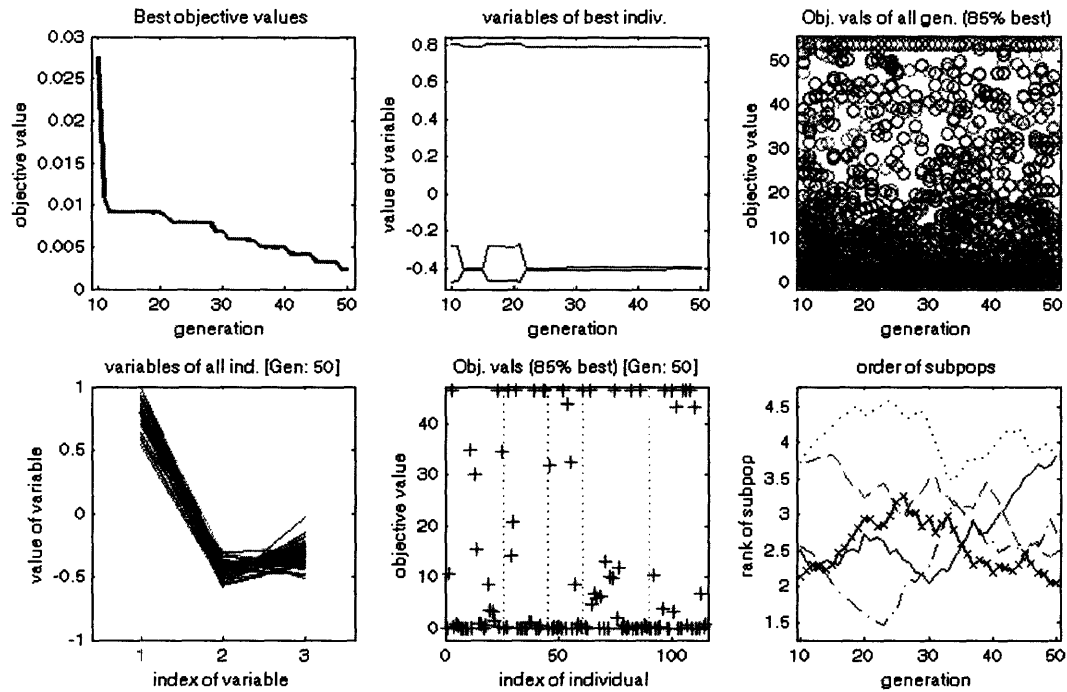 Best objective values
0.03
0.025
0.02
0.015
0.01
0.005
0
10 20 30 40 50
objective value
generation
variables of best indiv.
0.8
0.6
0.4
0.2
0
-0.2
-0.4
10 20 30 40 50
value of variable
generation
Obj. vals of all gen. (85% best)
50
40
30
20
10
0
10 20 30 40 50
objective value
generation
variables of all ind. [Gen: 50]
1
0.5
0
-0.5
-1
1 2 3
value of variable
index of variable
Obj. vals (85% best) [Gen: 50]
40
30
20
10
0
0 50 100
objective value
index of individual
order of subpops
4.5
4
3.5
3
2.5
2
1.5
10 20 30 40 50
rank of subpop
generation